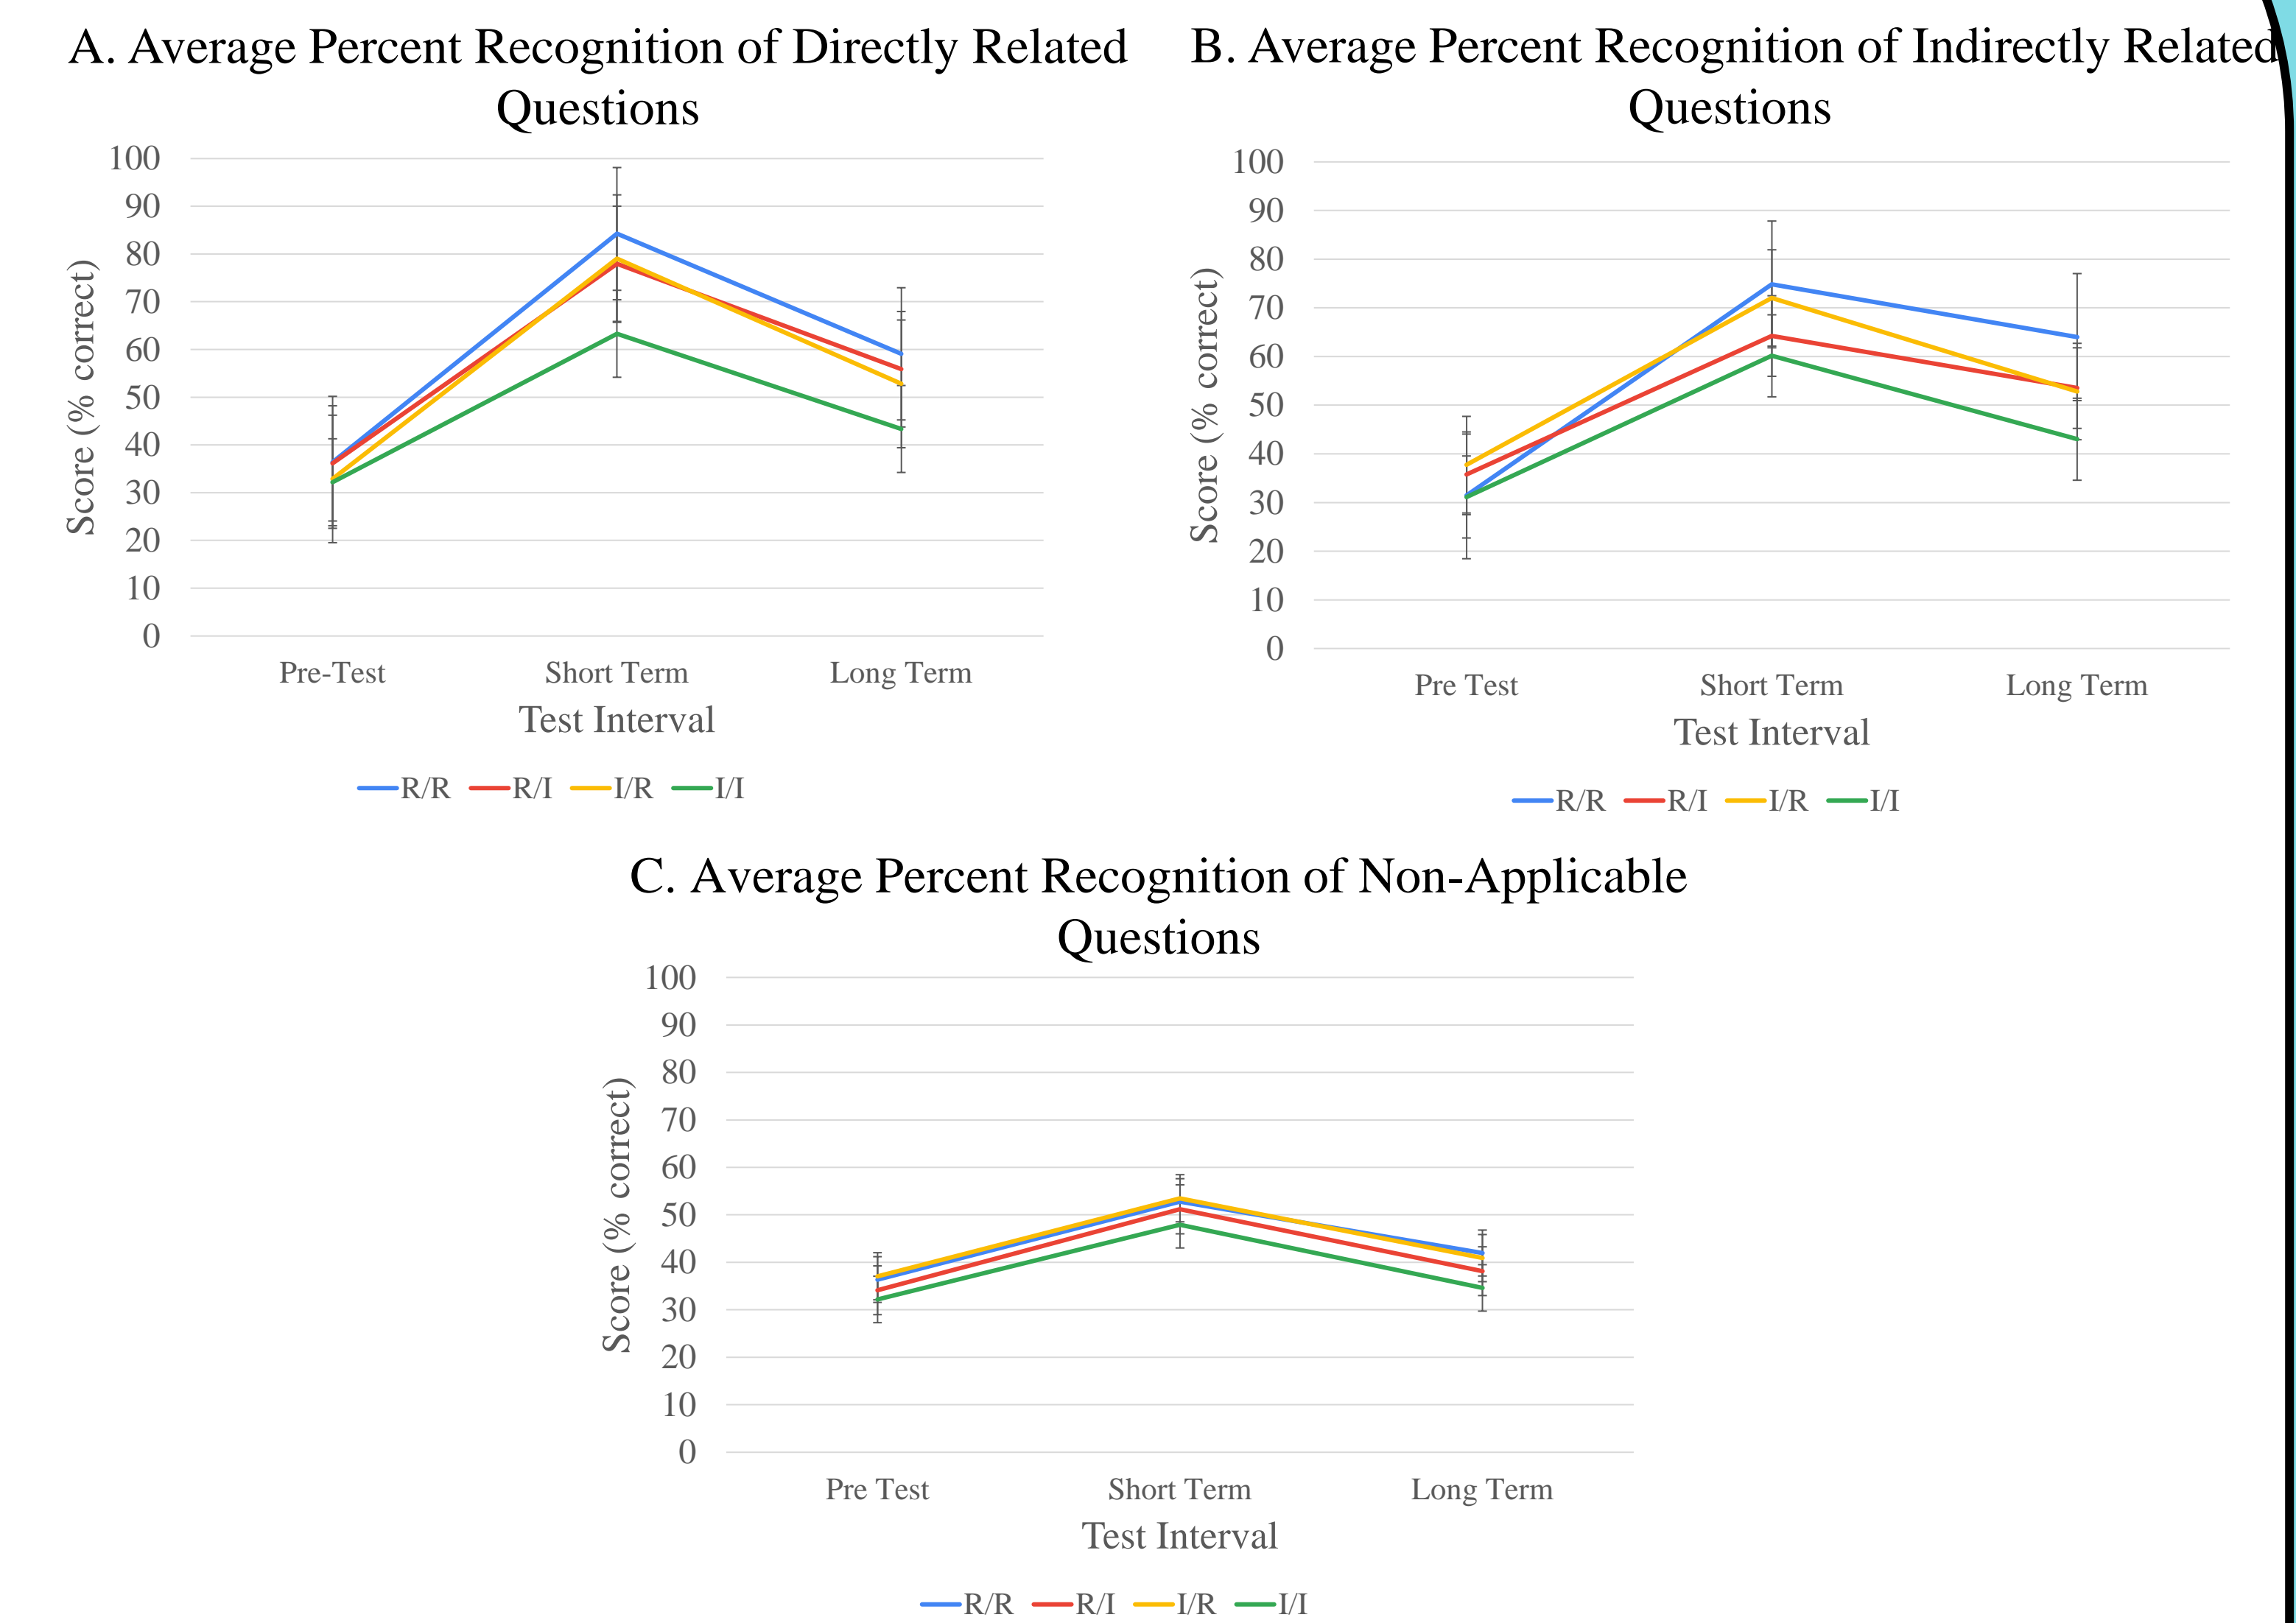 A. Average Percent Recognition of Directly Related
Questions
100
90
80
70
60
50
40
30
20
10
0
Score (% correct)
Pre-Test
Short Term
Long Term
Test Interval
R/R
R/I
I/R
I/I
B. Average Percent Recognition of Indirectly Related
Questions
100
90
80
70
60
50
40
30
20
10
0
Score (% correct)
Pre Test
Short Term
Long Term
Test Interval
R/R
R/I
I/R
I/I
C. Average Percent Recognition of Non-Applicable
Questions
100
90
80
70
60
50
40
30
20
10
0
Score (% correct)
Pre Test
Short Term
Long Term
Test Interval
R/R
R/I
I/R
I/I